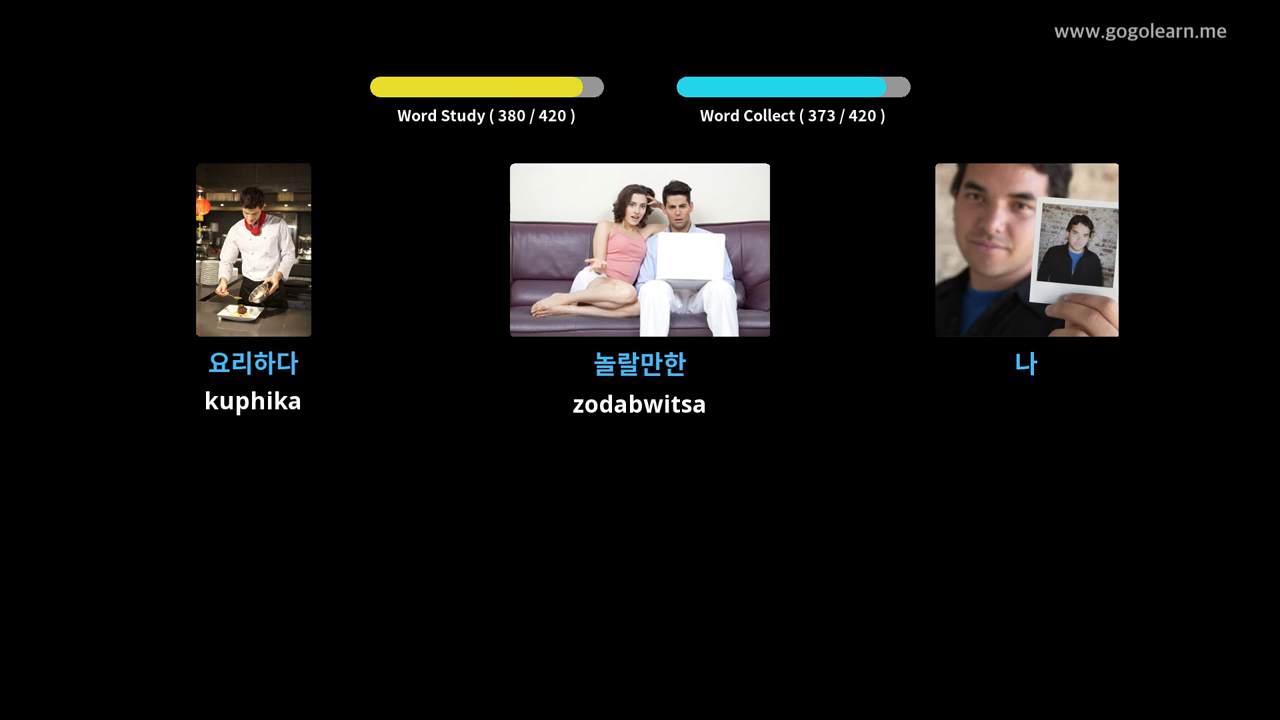 www.gogolearn.me
Word Study ( 380 / 420 )
Word Collect ( 373 / 420 )
요리하다
놀랄만한
나
kuphika
zodabwitsa